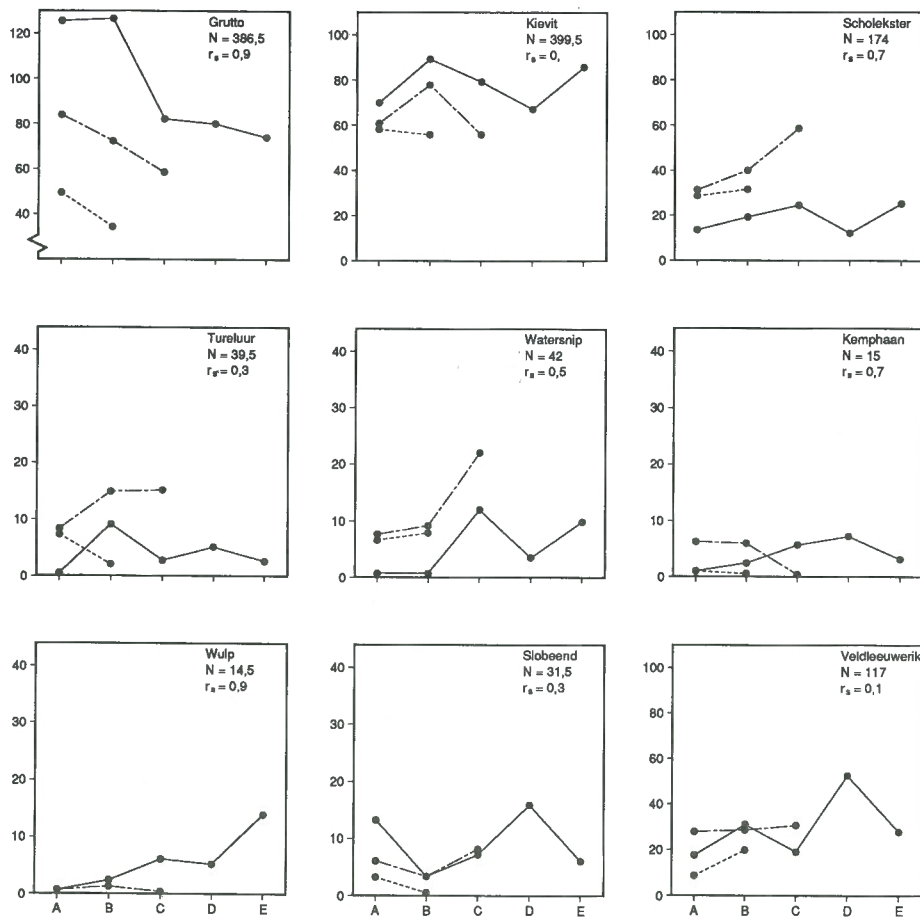 Grutto
N = 386,5
rs = 0,9
120
100
80
60
40
Kievit
N = 399,5
rs = 0,
100
80
60
40
20
0
Scholekster
N = 174
rs = 0,7
100
80
60
40
20
0
Tureluur
N = 39,5
rs = 0,3
40
30
20
10
0
Watersnip
N = 42
rs = 0,5
40
30
20
10
0
Kemphaan
N = 15
rs = 0,7
40
30
20
10
0
Wulp
N = 14,5
rs = 0,9
40
30
20
10
0
A B C D E
Slobeend
N = 31,5
rs = 0,3
40
30
20
10
0
A B C D E
Veldleeuwerik
N = 117
rs = 0,1
100
80
60
40
20
0
A B C D E